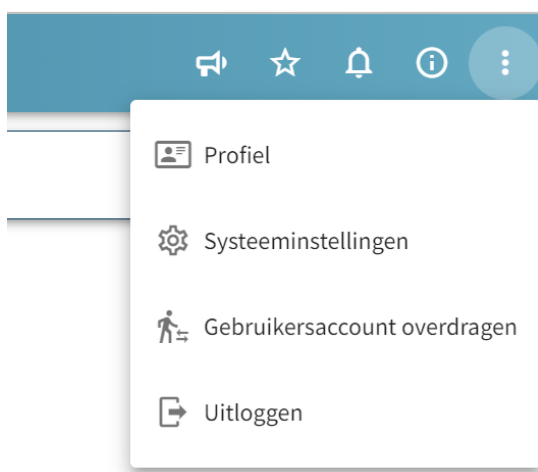 Profiel
Systeeminstellingen
Gebruikersaccount overdragen
Uitloggen